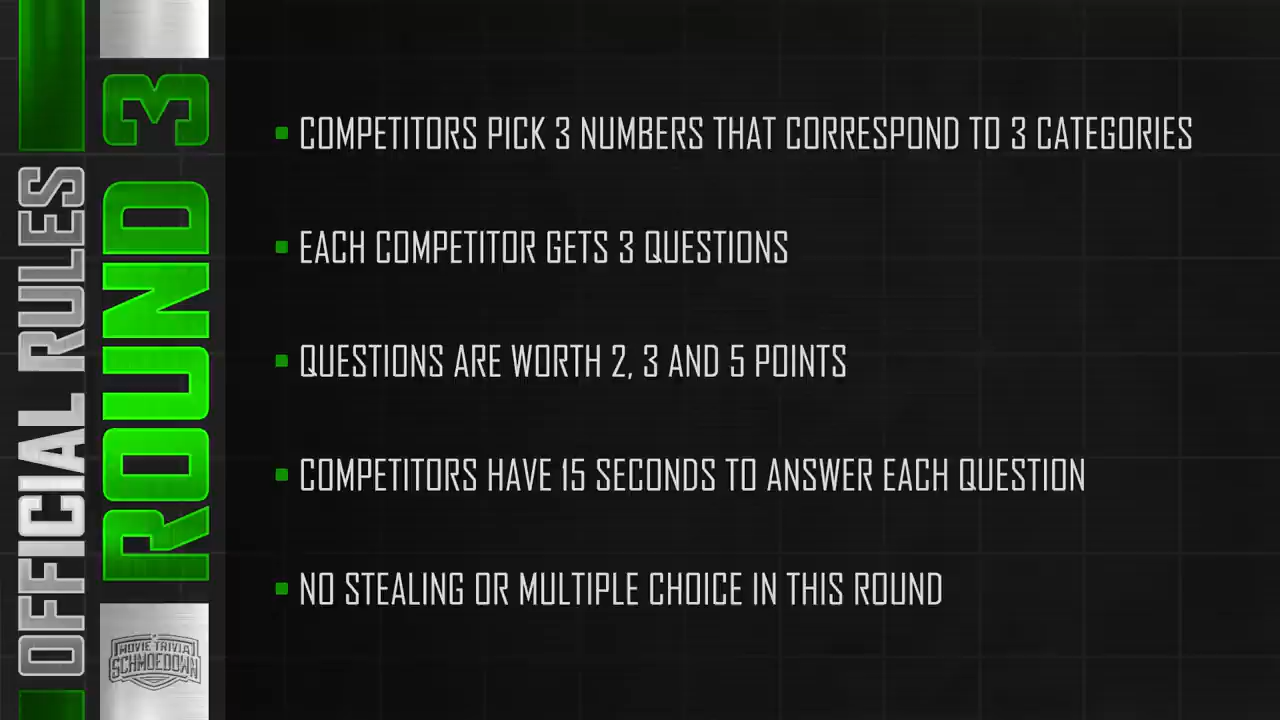 OFFICIAL RULES
ROUND 3
MOVIE TRIVIA
SCHMOEDOWN
COMPETITORS PICK 3 NUMBERS THAT CORRESPOND TO 3 CATEGORIES
EACH COMPETITOR GETS 3 QUESTIONS
QUESTIONS ARE WORTH 2, 3 AND 5 POINTS
COMPETITORS HAVE 15 SECONDS TO ANSWER EACH QUESTION
NO STEALING OR MULTIPLE CHOICE IN THIS ROUND